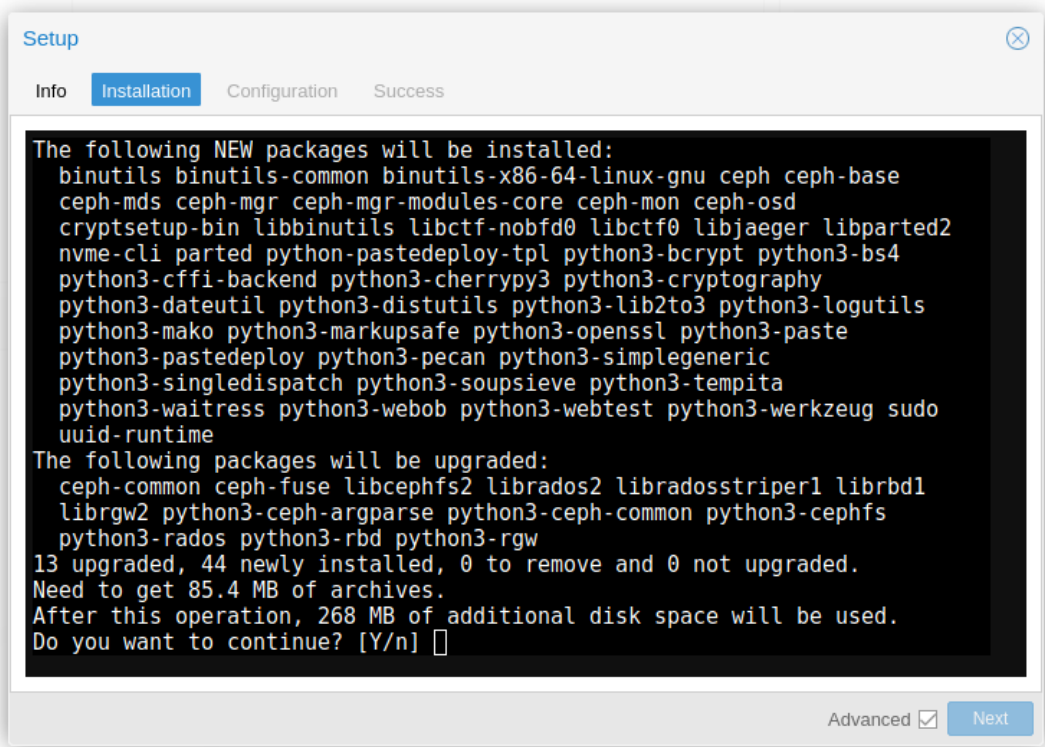 Setup
Info Installation Configuration Success
The following NEW packages will be installed:
binutils binutils-common binutils-x86-64-linux-gnu ceph ceph-base
ceph-mds ceph-mgr ceph-mgr-modules-core ceph-mon ceph-osd
cryptsetup-bin libbinutils libctf-nobfd0 libctf0 libjaeger libparted2
nvme-cli parted python-pastedeploy-tpl python3-bcrypt python3-bs4
python3-cffi-backend python3-cherrypy3 python3-cryptography
python3-dateutil python3-distutils python3-lib2to3 python3-logutils
python3-mako python3-markupsafe python3-openssl python3-paste
python3-pastedeploy python3-pecan python3-simplegeneric
python3-singledispatch python3-soupsieve python3-tempita
python3-waitress python3-webob python3-webtest python3-werkzeug sudo
uuid-runtime
The following packages will be upgraded:
ceph-common ceph-fuse libcephfs2 librados2 libradosstriper1 librbd1
librgw2 python3-ceph-argparse python3-ceph-common python3-cephfs
python3-rados python3-rbd python3-rgw
13 upgraded, 44 newly installed, 0 to remove and 0 not upgraded.
Need to get 85.4 MB of archives.
After this operation, 268 MB of additional disk space will be used.
Do you want to continue? [Y/n]
Advanced Next